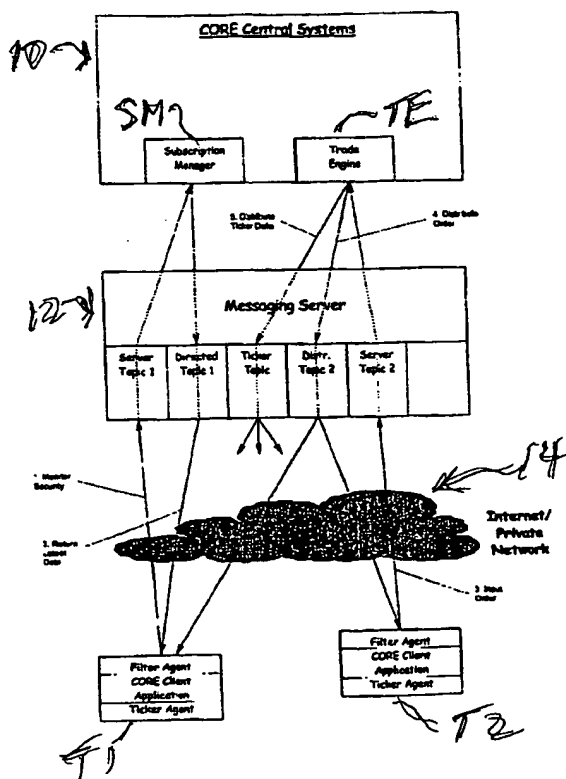 CORE Central Systems
10
SM
TE
Subscription
Manager
Trade
Engine
5. Distribute
Ticker Data
4. Distribute
Order
12
Messaging Server
Server
Topic 1
Directed
Topic 1
Ticker
Topic
Distr.
Topic 2
Server
Topic 2
Security
14
Internet/
Private
Network
2. Return
3. Input
Order
Filter Agent
CORE Client
Application
Ticker Agent
Filter Agent
CORE Client
Application
Ticker Agent
T1
T2